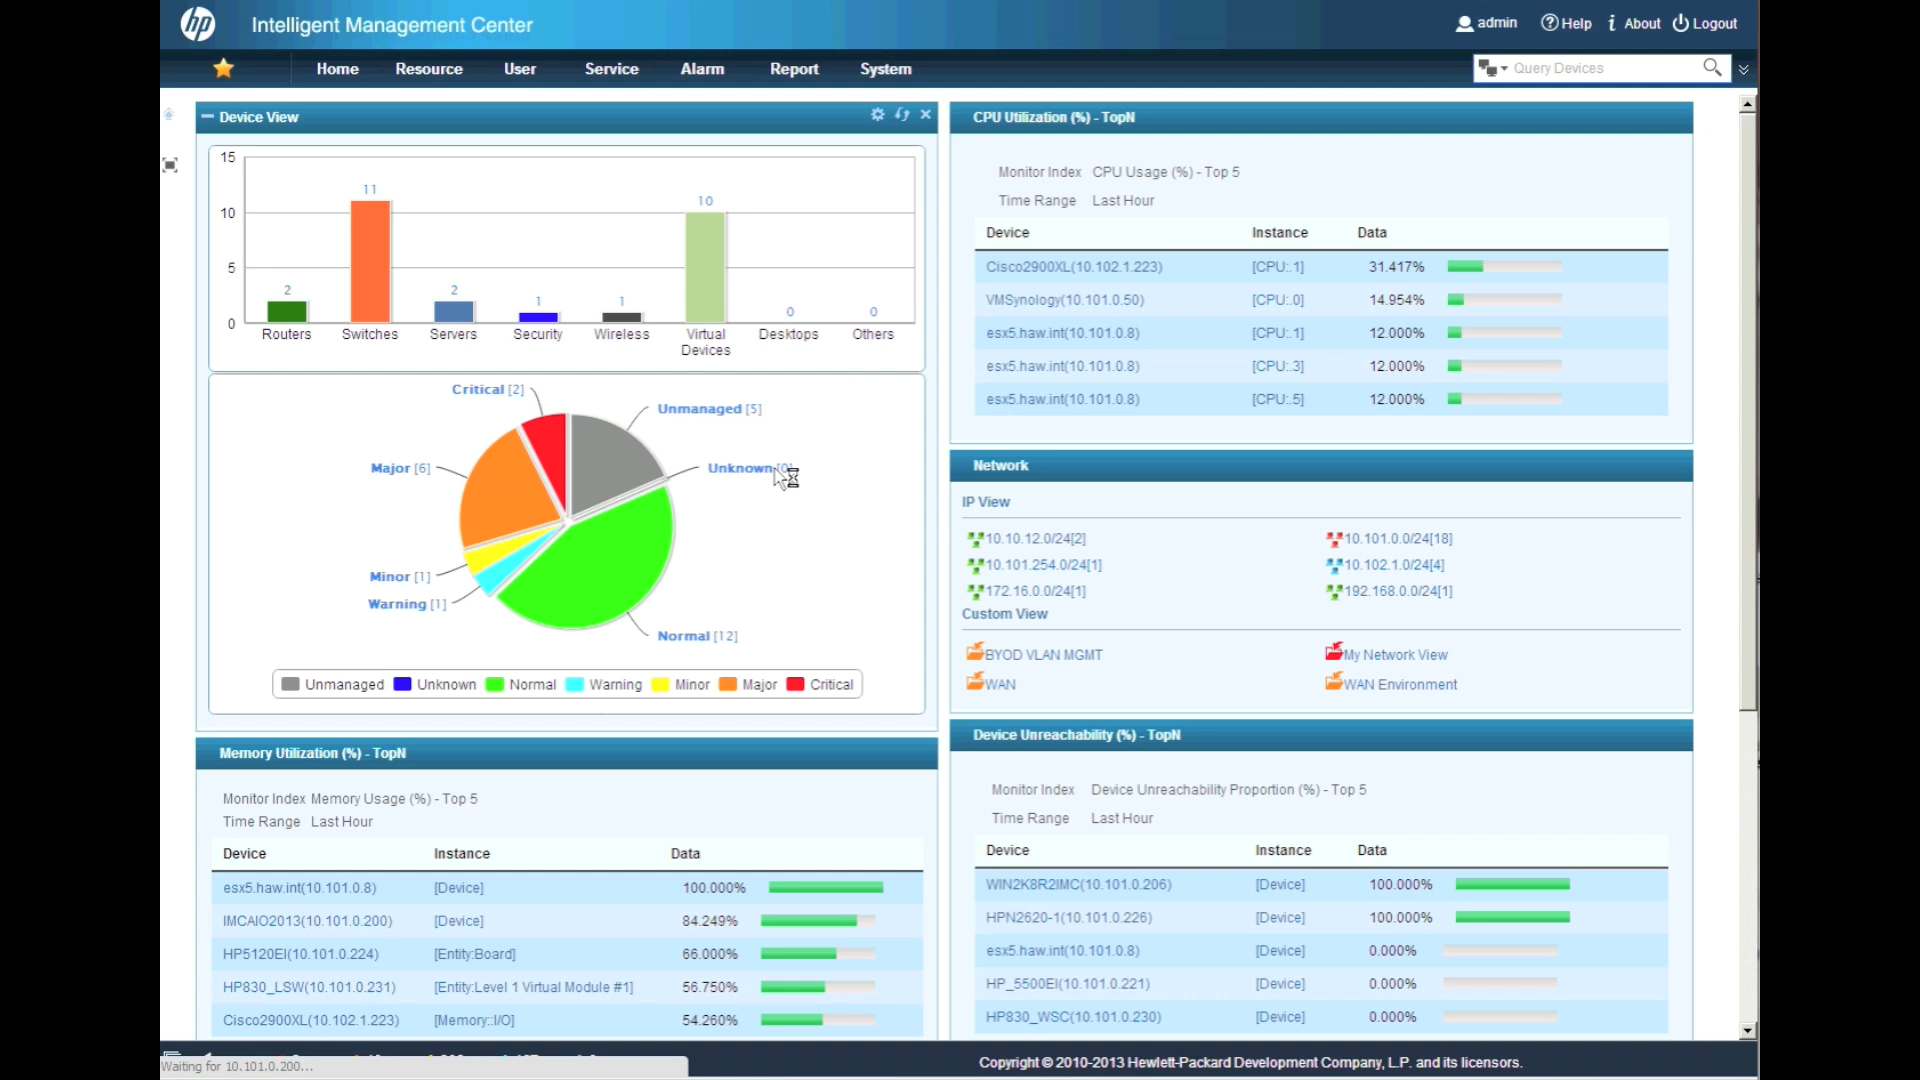 hp Intelligent Management Center
admin Help About Logout
Home Resource User Service Alarm Report System
Query Devices
Device View
15
11
10
10
5
2
2
1
1
0
0
0
Routers Switches Servers Security Wireless Virtual Devices Desktops Others
Critical [2]
Unmanaged [5]
Major [6]
Unknown
Minor [1]
Warning [1]
Normal [12]
Unmanaged Unknown Normal Warning Minor Major Critical
Memory Utilization (%) - TopN
Monitor Index Memory Usage (%) - Top 5
Time Range Last Hour
Device Instance Data
esx5.haw.int(10.101.0.8) [Device] 100.000%
IMCAIO2013(10.101.0.200) [Device] 84.249%
HP5120EI(10.101.0.224) [Entity:Board] 66.000%
HP830_LSW(10.101.0.231) [Entity:Level 1 Virtual Module #1] 56.750%
Cisco2900XL(10.102.1.223) [Memory::I/O] 54.260%
CPU Utilization (%) - TopN
Monitor Index CPU Usage (%) - Top 5
Time Range Last Hour
Device Instance Data
Cisco2900XL(10.102.1.223) [CPU:.1] 31.417%
VMSynology(10.101.0.50) [CPU:.0] 14.954%
esx5.haw.int(10.101.0.8) [CPU:.1] 12.000%
esx5.haw.int(10.101.0.8) [CPU:.3] 12.000%
esx5.haw.int(10.101.0.8) [CPU:.5] 12.000%
Network
IP View
10.10.12.0/24[2] 10.101.0.0/24[18]
10.101.254.0/24[1] 10.102.1.0/24[4]
172.16.0.0/24[1] 192.168.0.0/24[1]
Custom View
BYOD VLAN MGMT My Network View
WAN WAN Environment
Device Unreachability (%) - TopN
Monitor Index Device Unreachability Proportion (%) - Top 5
Time Range Last Hour
Device Instance Data
WIN2K8R2IMC(10.101.0.206) [Device] 100.000%
HPN2620-1(10.101.0.226) [Device] 100.000%
esx5.haw.int(10.101.0.8) [Device] 0.000%
HP_5500EI(10.101.0.221) [Device] 0.000%
HP830_WSC(10.101.0.230) [Device] 0.000%
Waiting for 10.101.0.200...
Copyright © 2010-2013 Hewlett-Packard Development Company, L.P. and its licensors.